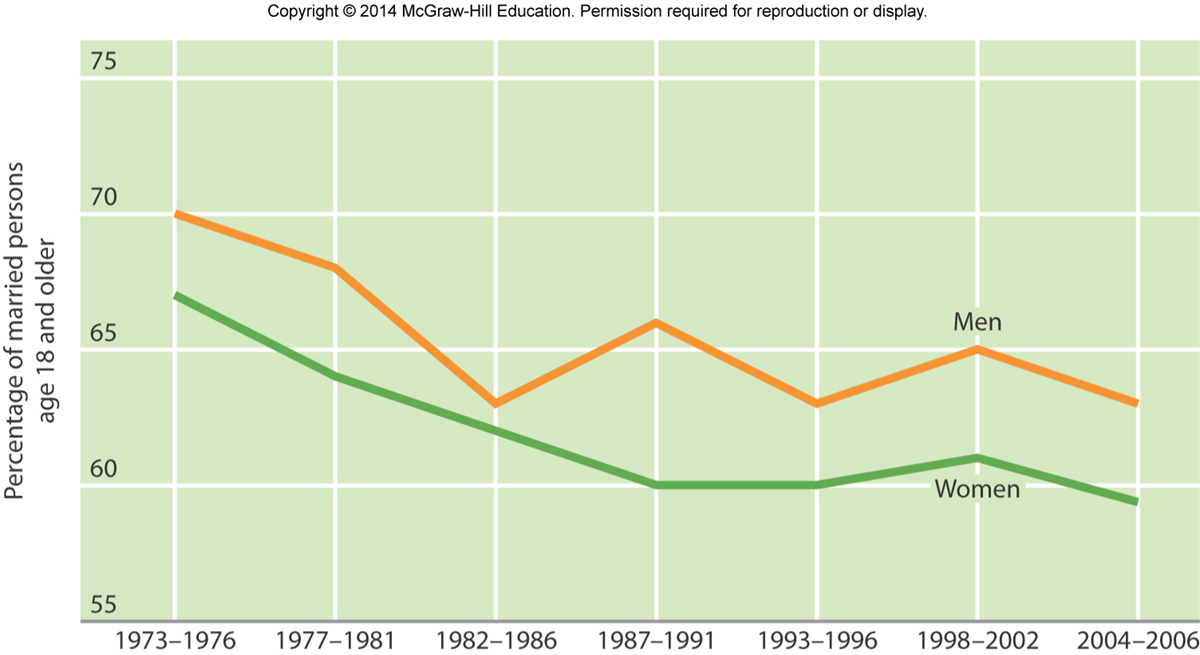 Copyright © 2014 McGraw-Hill Education. Permission required for reproduction or display.
Percentage of married persons
age 18 and older
75
70
65
60
55
Men
Women
1973–1976 1977–1981 1982–1986 1987–1991 1993–1996 1998–2002 2004–2006